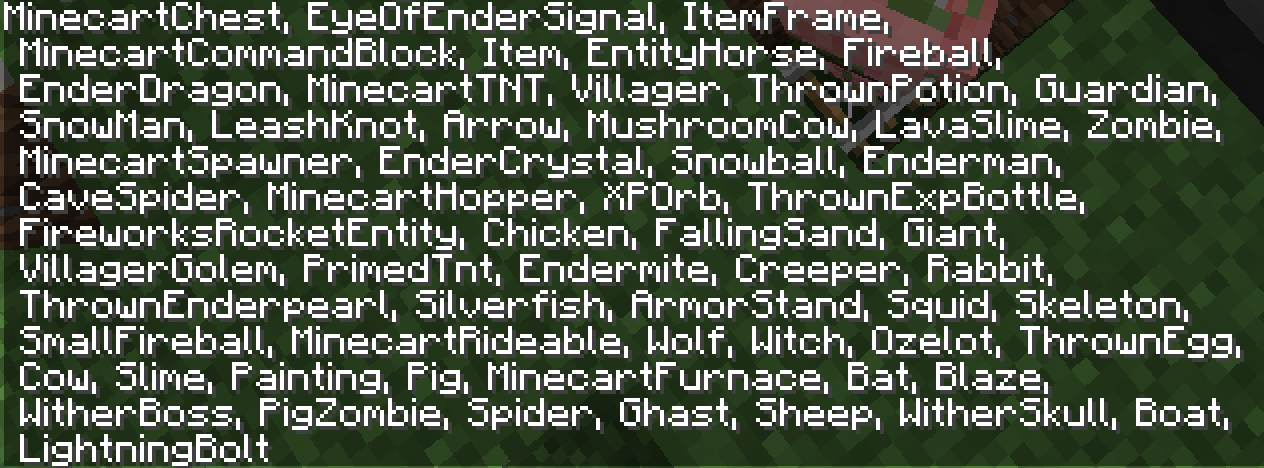 MinecartChest, EyeOfEnderSignal, ItemFrame,
MinecartCommandBlock, Item, EntityHorse, Fireball,
EnderDragon, MinecartTNT, Villager, ThrownPotion, Guardian,
SnowMan, LeashKnot, Arrow, MushroomCow, LavaSlime, Zombie,
MinecartSpawner, EnderCrystal, Snowball, Enderman,
CaveSpider, MinecartHopper, XPOrb, ThrownExpBottle,
FireworksRocketEntity, Chicken, FallingSand, Giant,
VillagerGolem, PrimedTnt, Endermite, Creeper, Rabbit,
ThrownEnderpearl, Silverfish, ArmorStand, Squid, Skeleton,
SmallFireball, MinecartRideable, Wolf, Witch, Ozelot, ThrownEgg,
Cow, Slime, Painting, Pig, MinecartFurnace, Bat, Blaze,
WitherBoss, PigZombie, Spider, Ghast, Sheep, WitherSkull, Boat,
LightningBolt